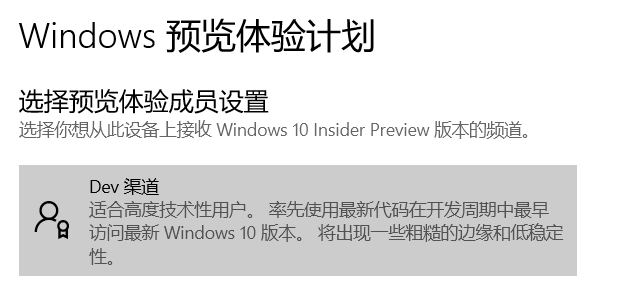 Windows 预览体验计划
选择预览体验成员设置
选择你想从此设备上接收 Windows 10 Insider Preview 版本的频道。
Dev 渠道
适合高度技术性用户。 率先使用最新代码在开发周期中最早
访问最新 Windows 10 版本。 将出现一些粗糙的边缘和低稳定
性。